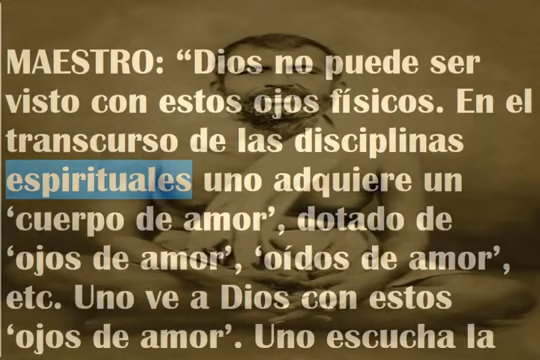 MAESTRO: “Dios no puede ser
visto con estos ojos físicos. En el
transcurso de las disciplinas
espirituales uno adquiere un
‘cuerpo de amor’, dotado de
‘ojos de amor’, ‘oídos de amor’,
etc. Uno ve a Dios con estos
‘ojos de amor’. Uno escucha la